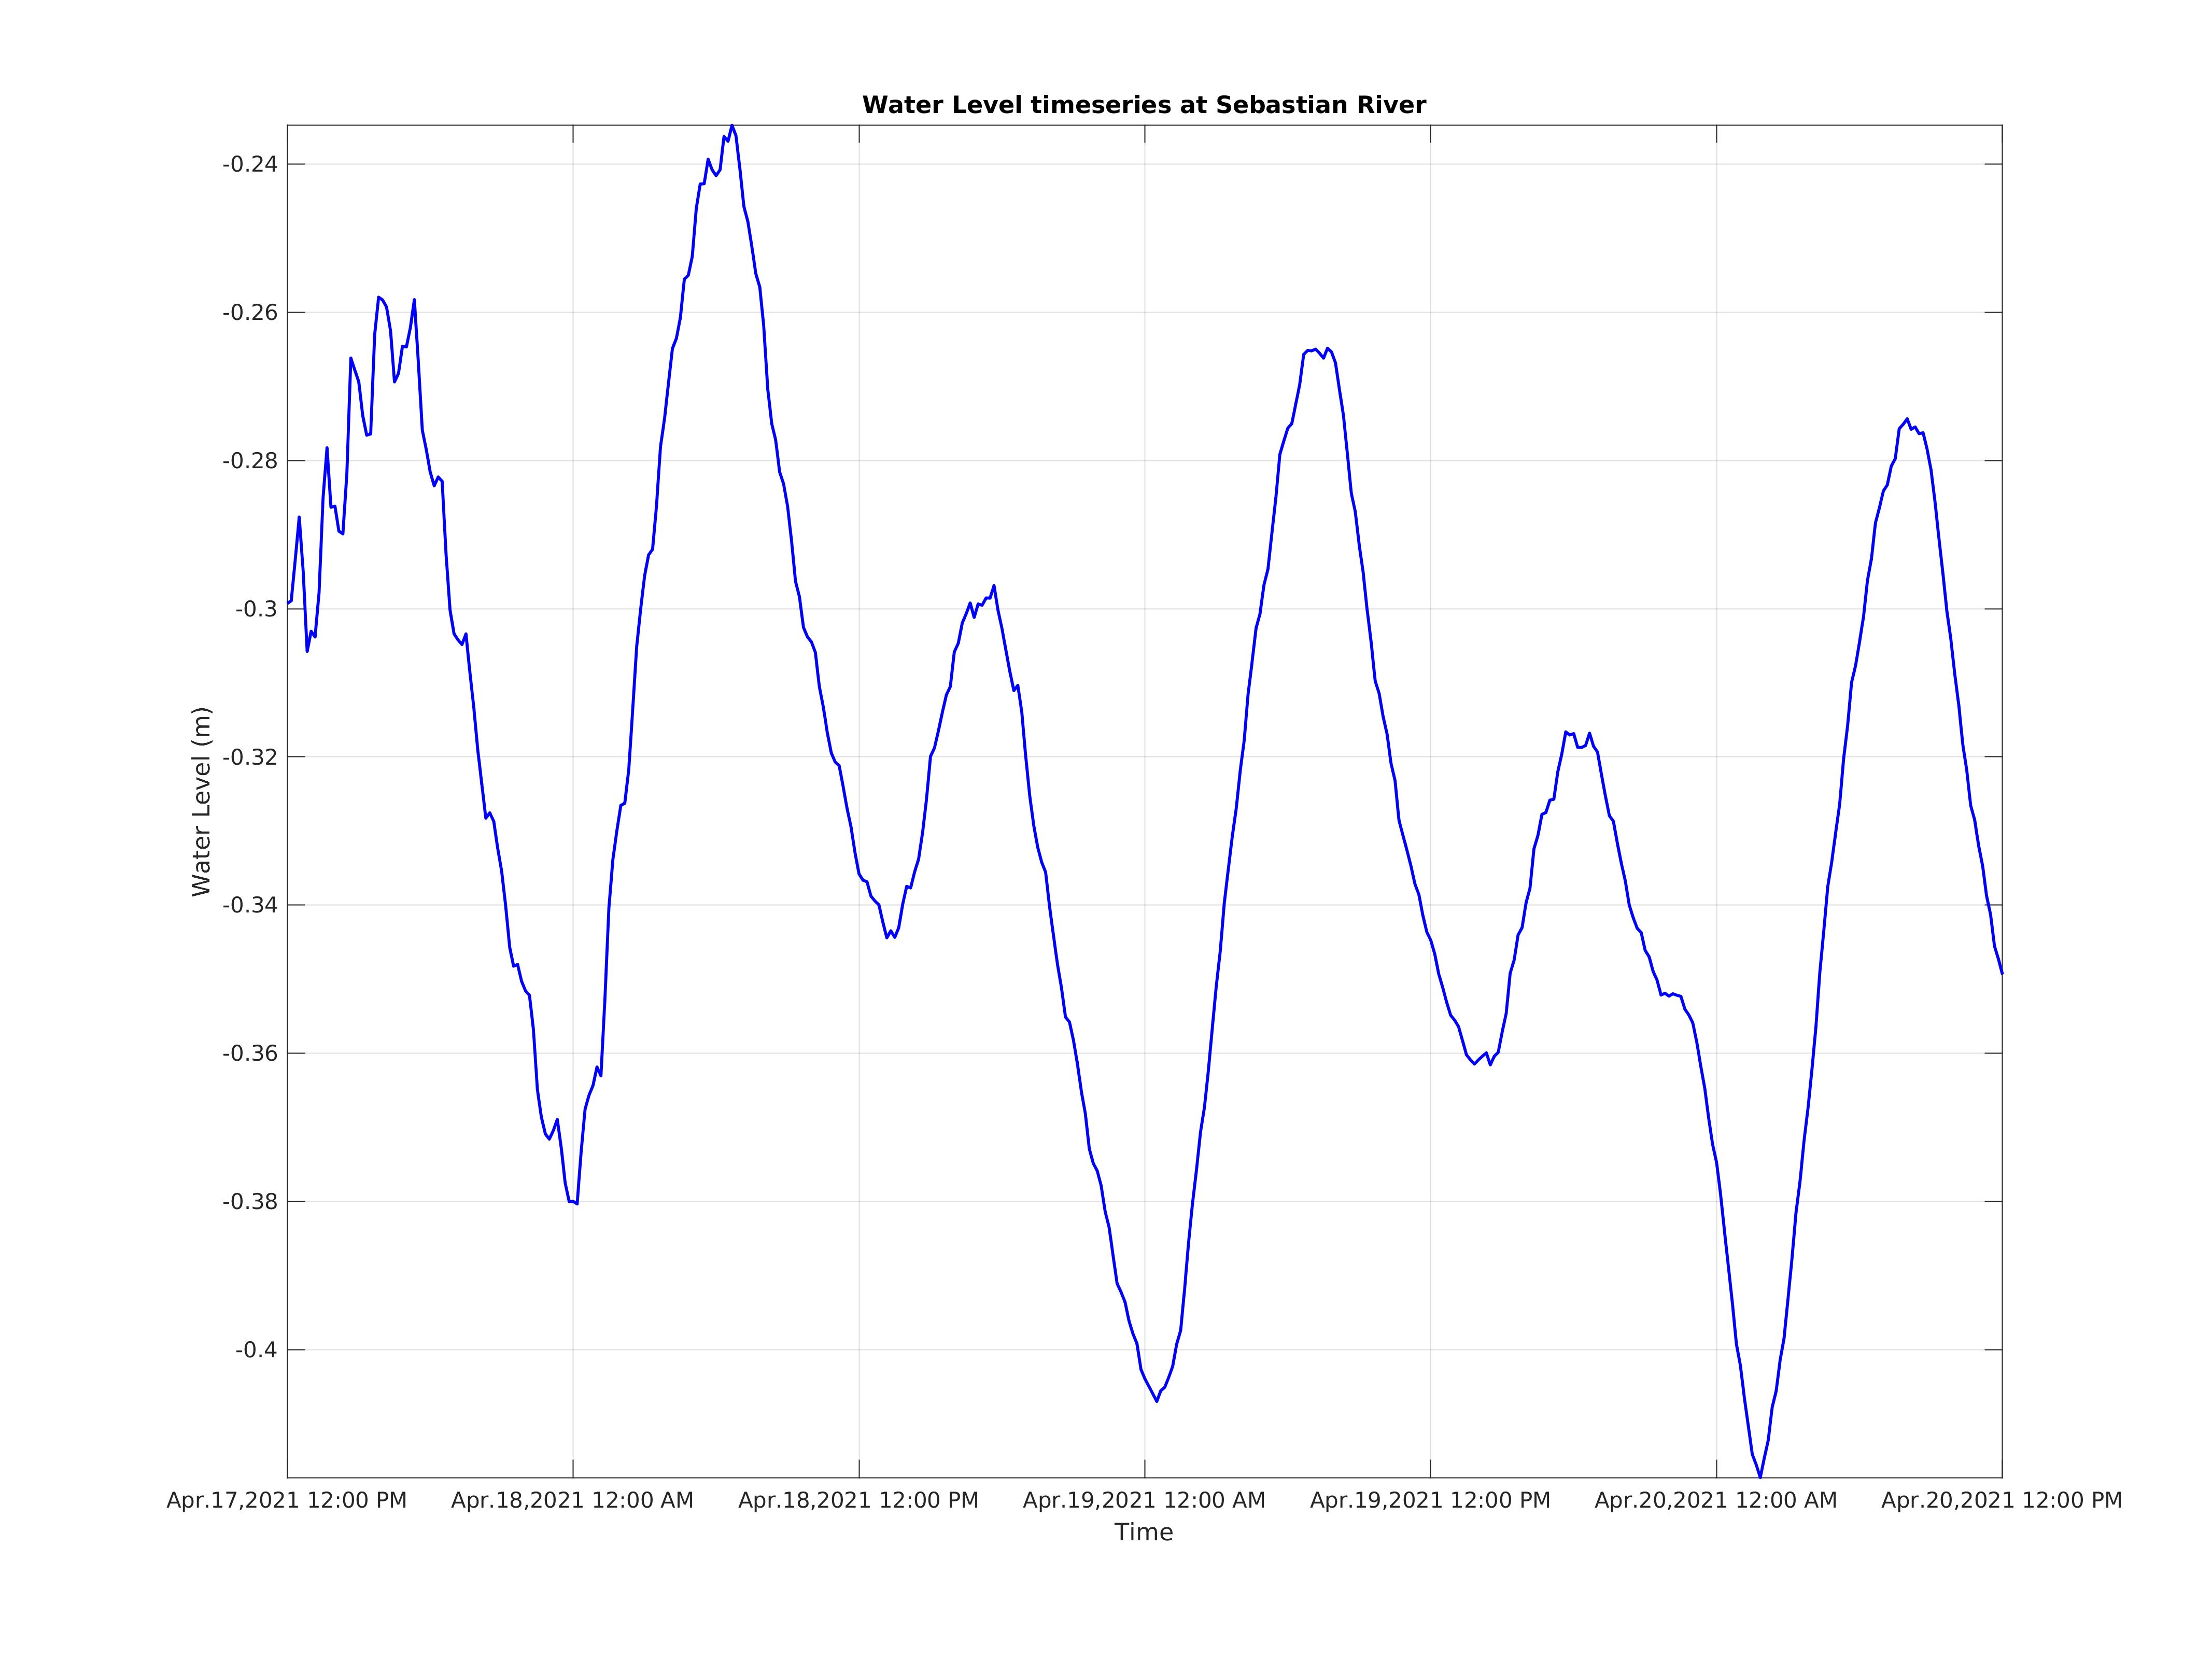 Water Level timeseries at Sebastian River
-0.24
-0.26
-0.28
-0.3
-0.32
-0.34
-0.36
-0.38
-0.4
Water Level (m)
Apr.17,2021 12:00 PM
Apr.18,2021 12:00 AM
Apr.18,2021 12:00 PM
Apr.19,2021 12:00 AM
Apr.19,2021 12:00 PM
Apr.20,2021 12:00 AM
Apr.20,2021 12:00 PM
Time